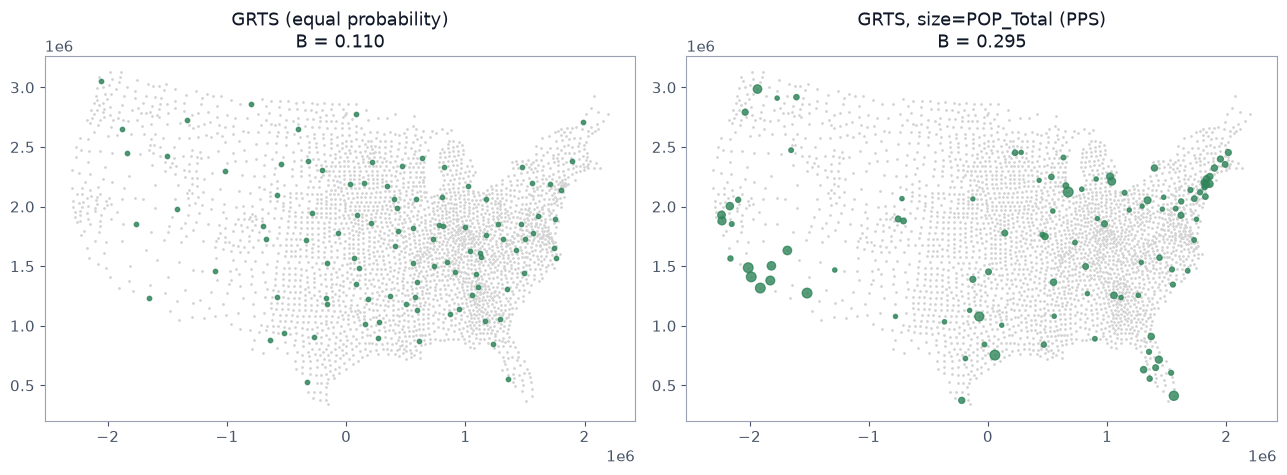 GRTS (equal probability)
B = 0.110
1e6
3.0
2.5
2.0
1.5
1.0
0.5
−2
−1
0
1
2
1e6
GRTS, size=POP_Total (PPS)
B = 0.295
1e6
3.0
2.5
2.0
1.5
1.0
0.5
−2
−1
0
1
2
1e6